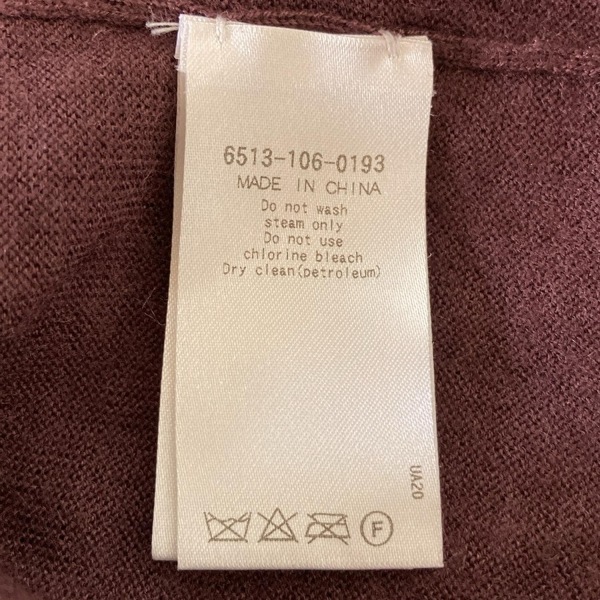 6513-106-0193
MADE IN CHINA
Do not wash
steam only
Do not use
chlorine bleach
Dry clean(petroleum)
UA20
F